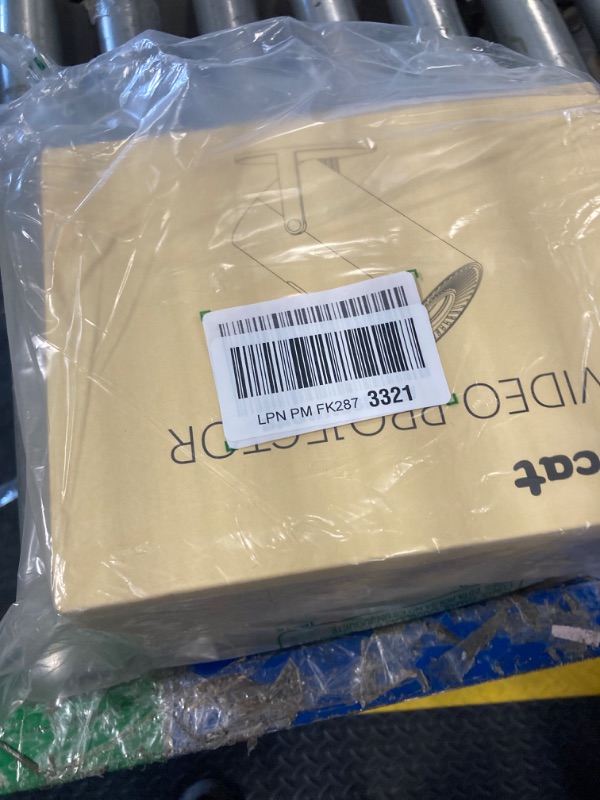 LPN PM FK287 3321
VIDEO PROJECTOR
cat